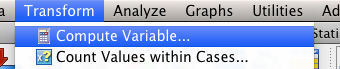 Transform Analyze Graphs Utilities
Compute Variable...
Count Values within Cases...